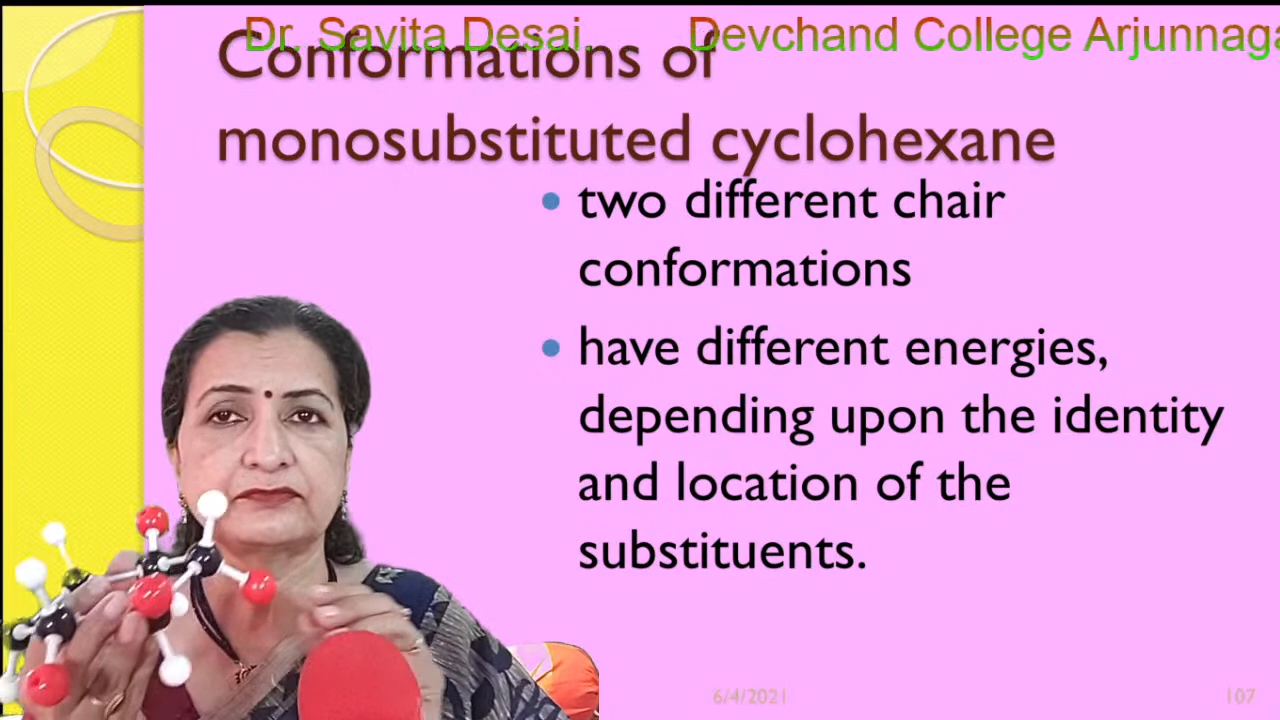 Dr. Savita Desai, Devchand College Arjunnaga
Conformations of
monosubstituted cyclohexane
• two different chair
conformations
• have different energies,
depending upon the identity
and location of the
substituents.
6/4/2021 107